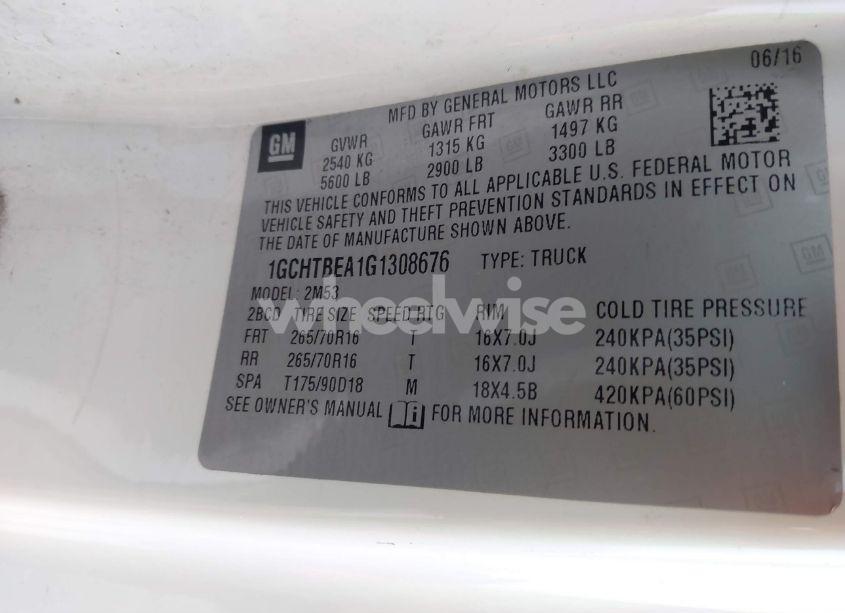 06/16
MFD BY GENERAL MOTORS LLC
GM
GVWR GAWR FRT GAWR RR
2540 KG 1315 KG 1497 KG
5600 LB 2900 LB 3300 LB
THIS VEHICLE CONFORMS TO ALL APPLICABLE U.S. FEDERAL MOTOR
VEHICLE SAFETY AND THEFT PREVENTION STANDARDS IN EFFECT ON
THE DATE OF MANUFACTURE SHOWN ABOVE.
1GCHTBEA1G1308676 TYPE: TRUCK
MODEL: 2M53
wheelwise
2BCD TIRE SIZE SPEED RTG RIM COLD TIRE PRESSURE
FRT 265/70R16 T 16X7.0J 240KPA(35PSI)
RR 265/70R16 T 16X7.0J 240KPA(35PSI)
SPA T175/90D18 M 18X4.5B 420KPA(60PSI)
SEE OWNER'S MANUAL i FOR MORE INFORMATION.